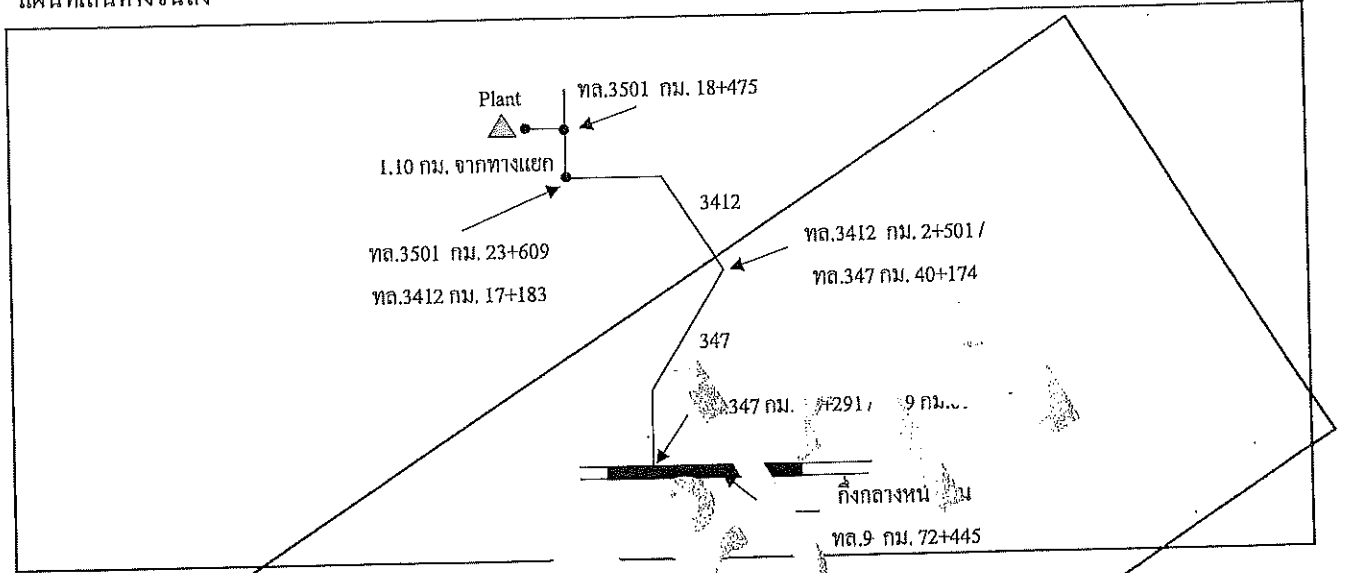 แผนที่เส้นทางขนส่ง
Plant
ทล.3501 กม. 18+475
1.10 กม. จากทางแยก
3412
ทล.3501 กม. 23+609
ทล.3412 กม. 17+183
ทล.3412 กม. 2+501 /
ทล.347 กม. 40+174
347
347 กม. +291 / 9 กม.
กึ่งกลาง
ทล.9 กม. 72+445